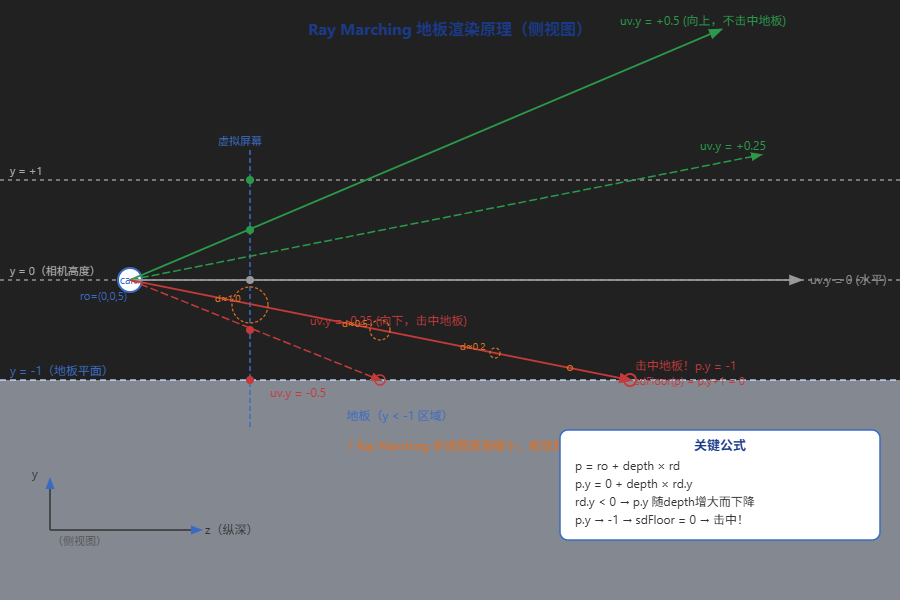 Ray Marching 地板渲染原理（侧视图）
uv.y = +0.5 (向上，不击中地板)
虚拟屏幕
uv.y = +0.25
y = +1
y = 0（相机高度）
cam
uv.y = 0 (水平)
ro=(0,0,5)
d≈1.0
uv.y = -0.25 (向下，击中地板)
d≈0.5
d≈0.2
击中地板！p.y = -1
sdFloor(p) = p.y+1 = 0
y = -1（地板平面）
uv.y = -0.5
地板（y < -1 区域）
Ray Marching
关键公式
p = ro + depth × rd
p.y = 0 + depth × rd.y
rd.y < 0 → p.y 随depth增大而下降
p.y → -1 → sdFloor = 0 → 击中！
y
z（纵深）
（侧视图）